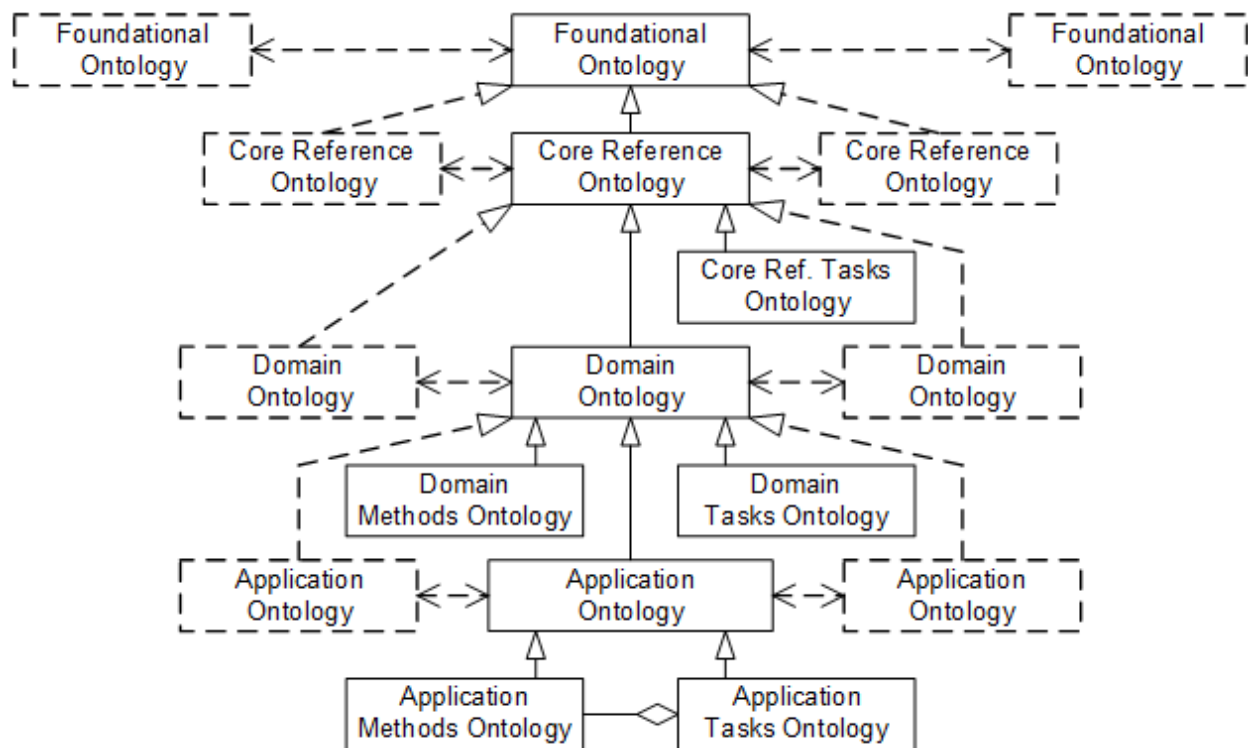 Foundational
Ontology
Foundational
Ontology
Foundational
Ontology
Core Reference
Ontology
Core Reference
Ontology
Core Reference
Ontology
Core Ref. Tasks
Ontology
Domain
Ontology
Domain
Ontology
Domain
Ontology
Domain
Methods Ontology
Domain
Tasks Ontology
Application
Ontology
Application
Ontology
Application
Ontology
Application
Methods Ontology
Application
Tasks Ontology